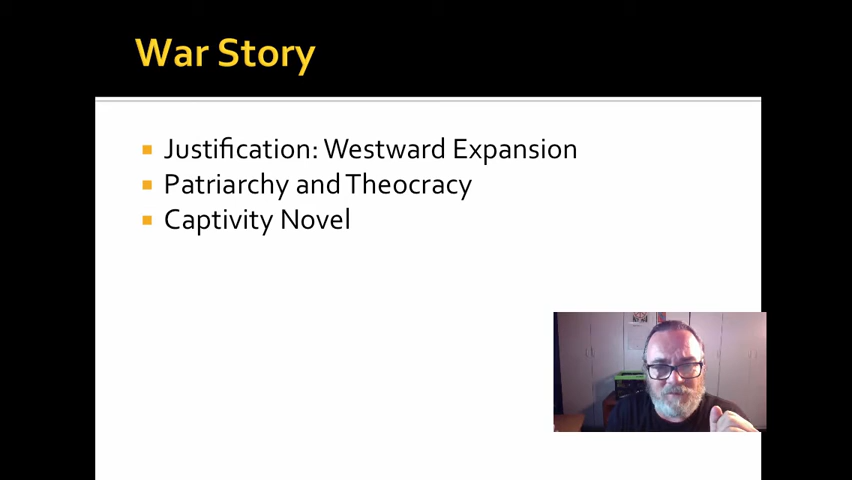 War Story
Justification: Westward Expansion
Patriarchy and Theocracy
Captivity Novel